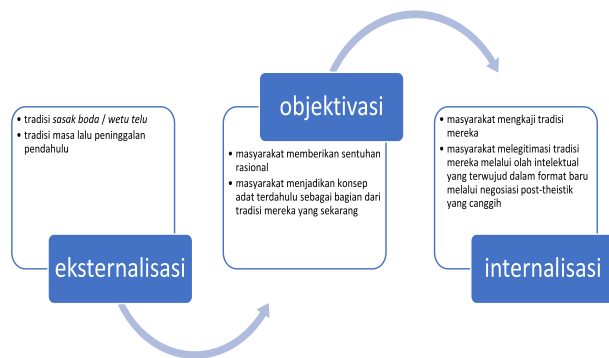 • tradisi sasak boda / wetu telu
• tradisi masa lalu peninggalan
pendahulu
eksternalisasi
objektivasi
• masyarakat memberikan sentuhan
rasional
• masyarakat menjadikan konsep
adat terdahulu sebagai bagian dari
tradisi mereka yang sekarang
• masyarakat mengkaji tradisi
mereka
• masyarakat melegitimasi tradisi
mereka melalui olah intelektual
yang terwujud dalam format baru
melalui negosiasi post-theistik
yang canggih
internalisasi